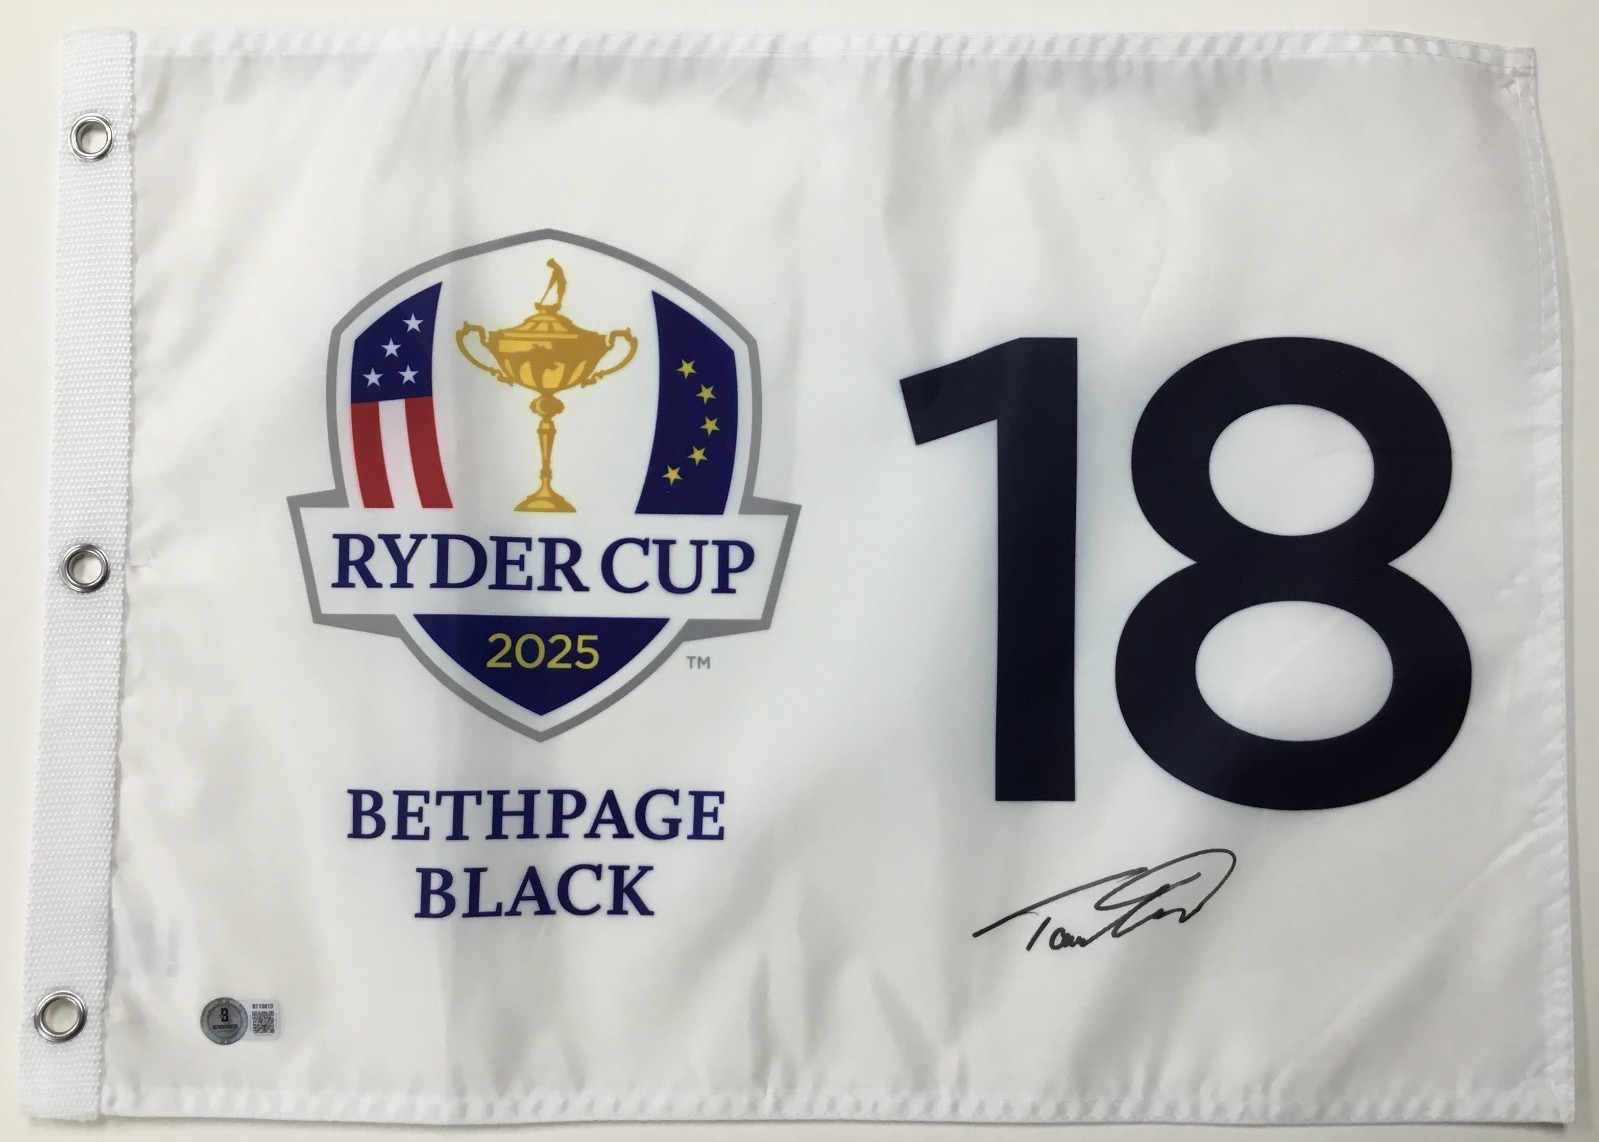 RYDER CUP
2025
TM
BETHPAGE
BLACK
18